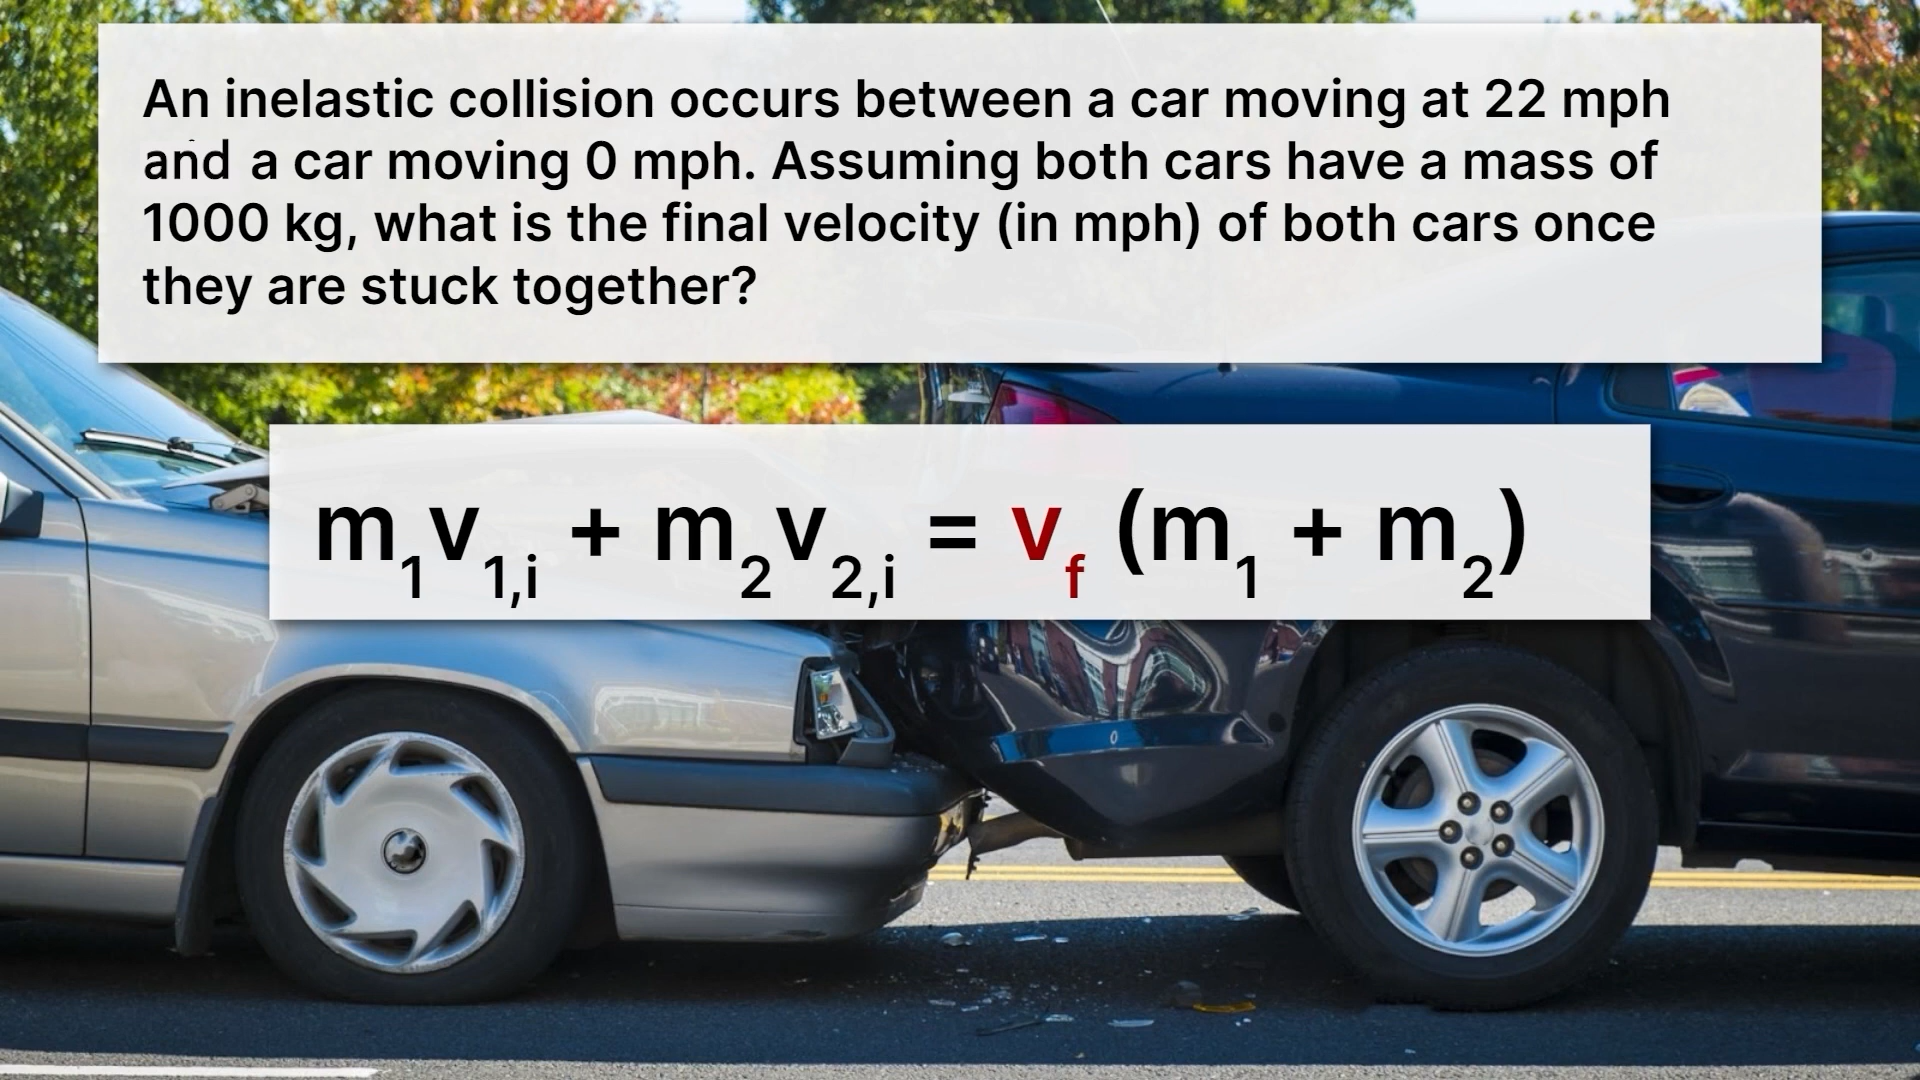 An inelastic collision occurs between a car moving at 22 mph
and a car moving 0 mph. Assuming both cars have a mass of
1000 kg, what is the final velocity (in mph) of both cars once
they are stuck together?
m₁v₁,ᵢ + m₂v₂,ᵢ = v_f (m₁ + m₂)